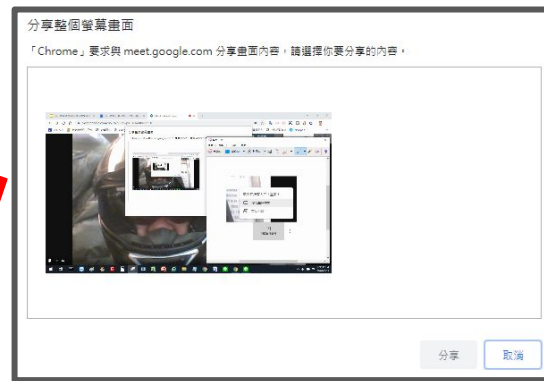 分享整個螢幕畫面
「Chrome」要求與 meet.google.com 分享畫面內容，請選擇你要分享的內容。
分享
取消